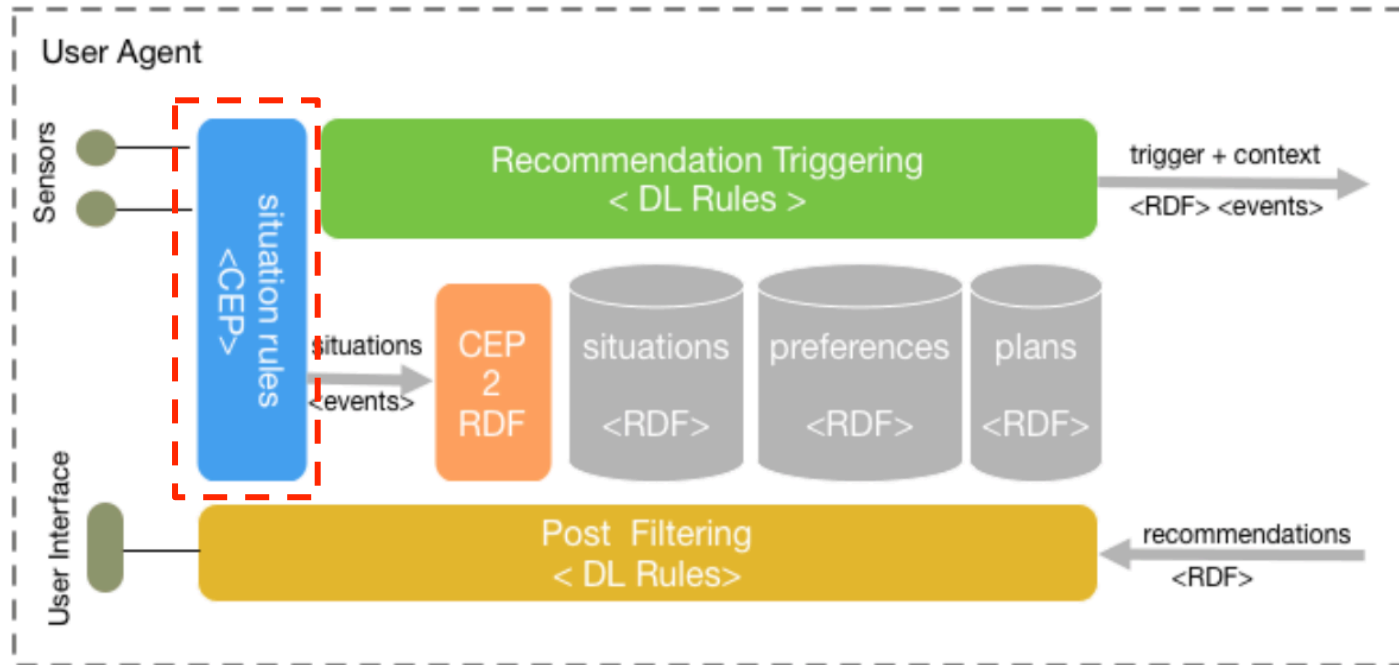 User Agent
Sensors
situation rules
<CEP>
Recommendation Triggering
< DL Rules >
trigger + context
<RDF> <events>
situations
<events>
CEP
2
RDF
situations
<RDF>
preferences
<RDF>
plans
<RDF>
User Interface
Post Filtering
< DL Rules>
recommendations
<RDF>